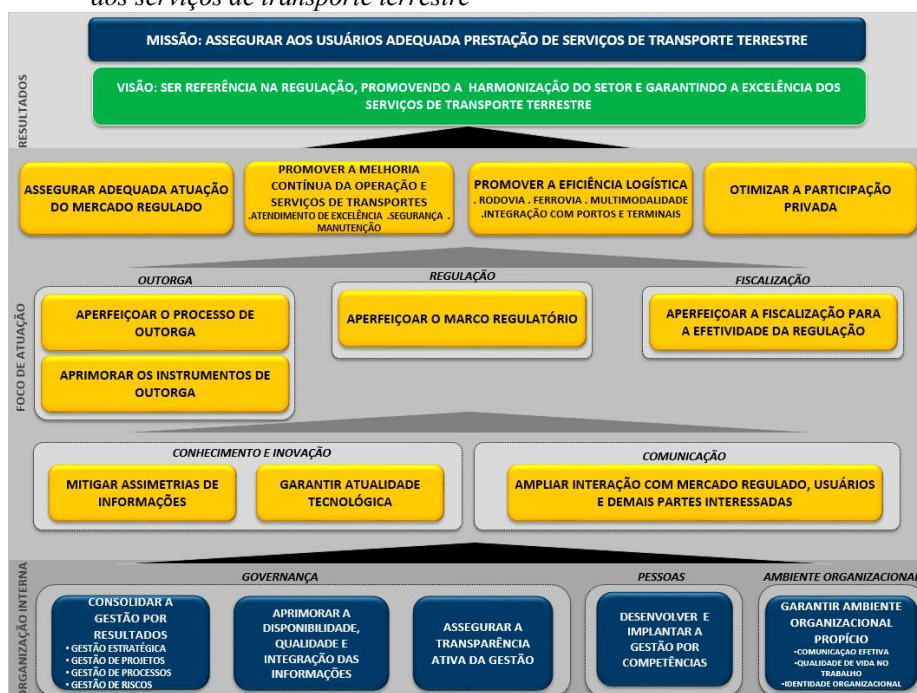 aos serviços de transporte terrestre
MISSÃO: ASSEGURAR AOS USUÁRIOS ADEQUADA PRESTAÇÃO DE SERVIÇOS DE TRANSPORTE TERRESTRE
VISÃO: SER REFERÊNCIA NA REGULAÇÃO, PROMOVENDO A HARMONIZAÇÂO DO SETOR E GARANTINDO A EXCELÊNCIA DOS
SERVIÇOS DE TRANSPORTE TERRESTRE
RESULTADOS
ASSEGURAR ADEQUADA ATUAÇÃO
DO MERCADO REGULADO
PROMOVER A MELHORIA
CONTÍNUA DA OPERAÇÃO E
SERVIÇOS DE TRANSPORTES
.ATENDIMENTO DE EXCELÊNCIA .SEGURANÇA .
MANUTENÇÃO
PROMOVER A EFICIÊNCIA LOGÍSTICA
. RODOVIA . FERROVIA . MULTIMODALIDADE
.INTEGRAÇÃO COM PORTOS E TERMINAIS
OTIMIZAR A PARTICIPAÇÃO
PRIVADA
FOCO DE ATUAÇÃO
OUTORGA
APERFEIÇOAR O PROCESSO DE
OUTORGA
APRIMORAR OS INSTRUMENTOS DE
OUTORGA
REGULAÇÃO
APERFEIÇOAR O MARCO REGULATÓRIO
FISCALIZAÇÃO
APERFEIÇOAR A FISCALIZAÇÃO PARA
A EFETIVIDADE DA REGULAÇÃO
CONHECIMENTO E INOVAÇÃO
MITIGAR ASSIMETRIAS DE
INFORMAÇÕES
GARANTIR ATUALIDADE
TECNOLÓGICA
COMUNICAÇÃO
AMPLIAR INTERAÇÃO COM MERCADO REGULADO, USUÁRIOS
E DEMAIS PARTES INTERESSADAS
ORGANIZAÇÃO INTERNA
GOVERNANÇA
CONSOLIDAR A
GESTÃO POR
RESULTADOS
• GESTÃO ESTRATÉGICA
• GESTÃO DE PROJETOS
• GESTÃO DE PROCESSOS
• GESTÃO DE RISCOS
APRIMORAR A
DISPONIBILIDADE,
QUALIDADE E
INTEGRAÇÃO DAS
INFORMAÇÕES
ASSEGURAR A
TRANSPARÊNCIA
ATIVA DA GESTÃO
PESSOAS
DESENVOLVER E
IMPLANTAR A
GESTÃO POR
COMPETÊNCIAS
AMBIENTE ORGANIZACIONAL
GARANTIR AMBIENTE
ORGANIZACIONAL
PROPÍCIO
•COMUNICAÇAO EFETIVA
•QUALIDADE DE VIDA NO
TRABALHO
•IDENTIDADE ORGANIZACIONAL